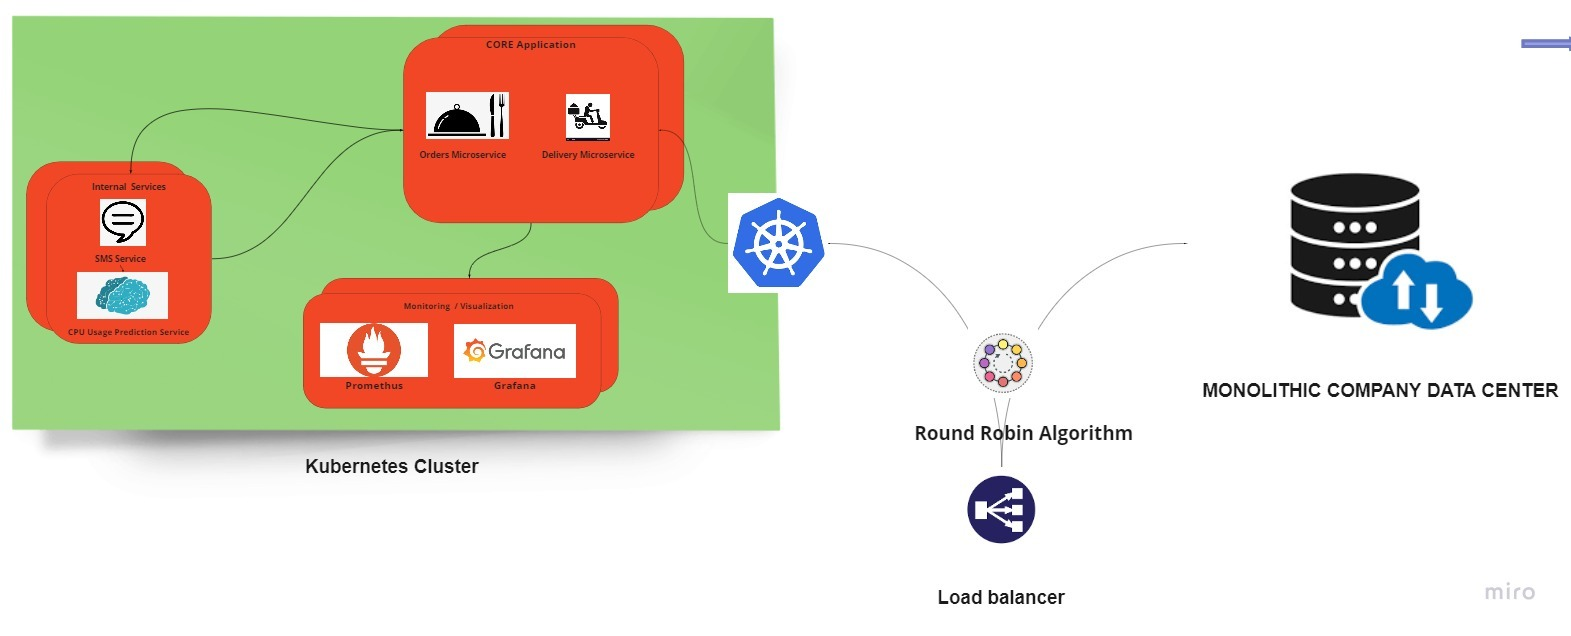 CORE Application
Orders Microservice
Delivery Microservice
Internal Services
SMS Service
CPU Usage Prediction Service
Monitoring / Visualization
Grafana
Promethus
Grafana
Kubernetes Cluster
Round Robin Algorithm
Load balancer
MONOLITHIC COMPANY DATA CENTER
miro